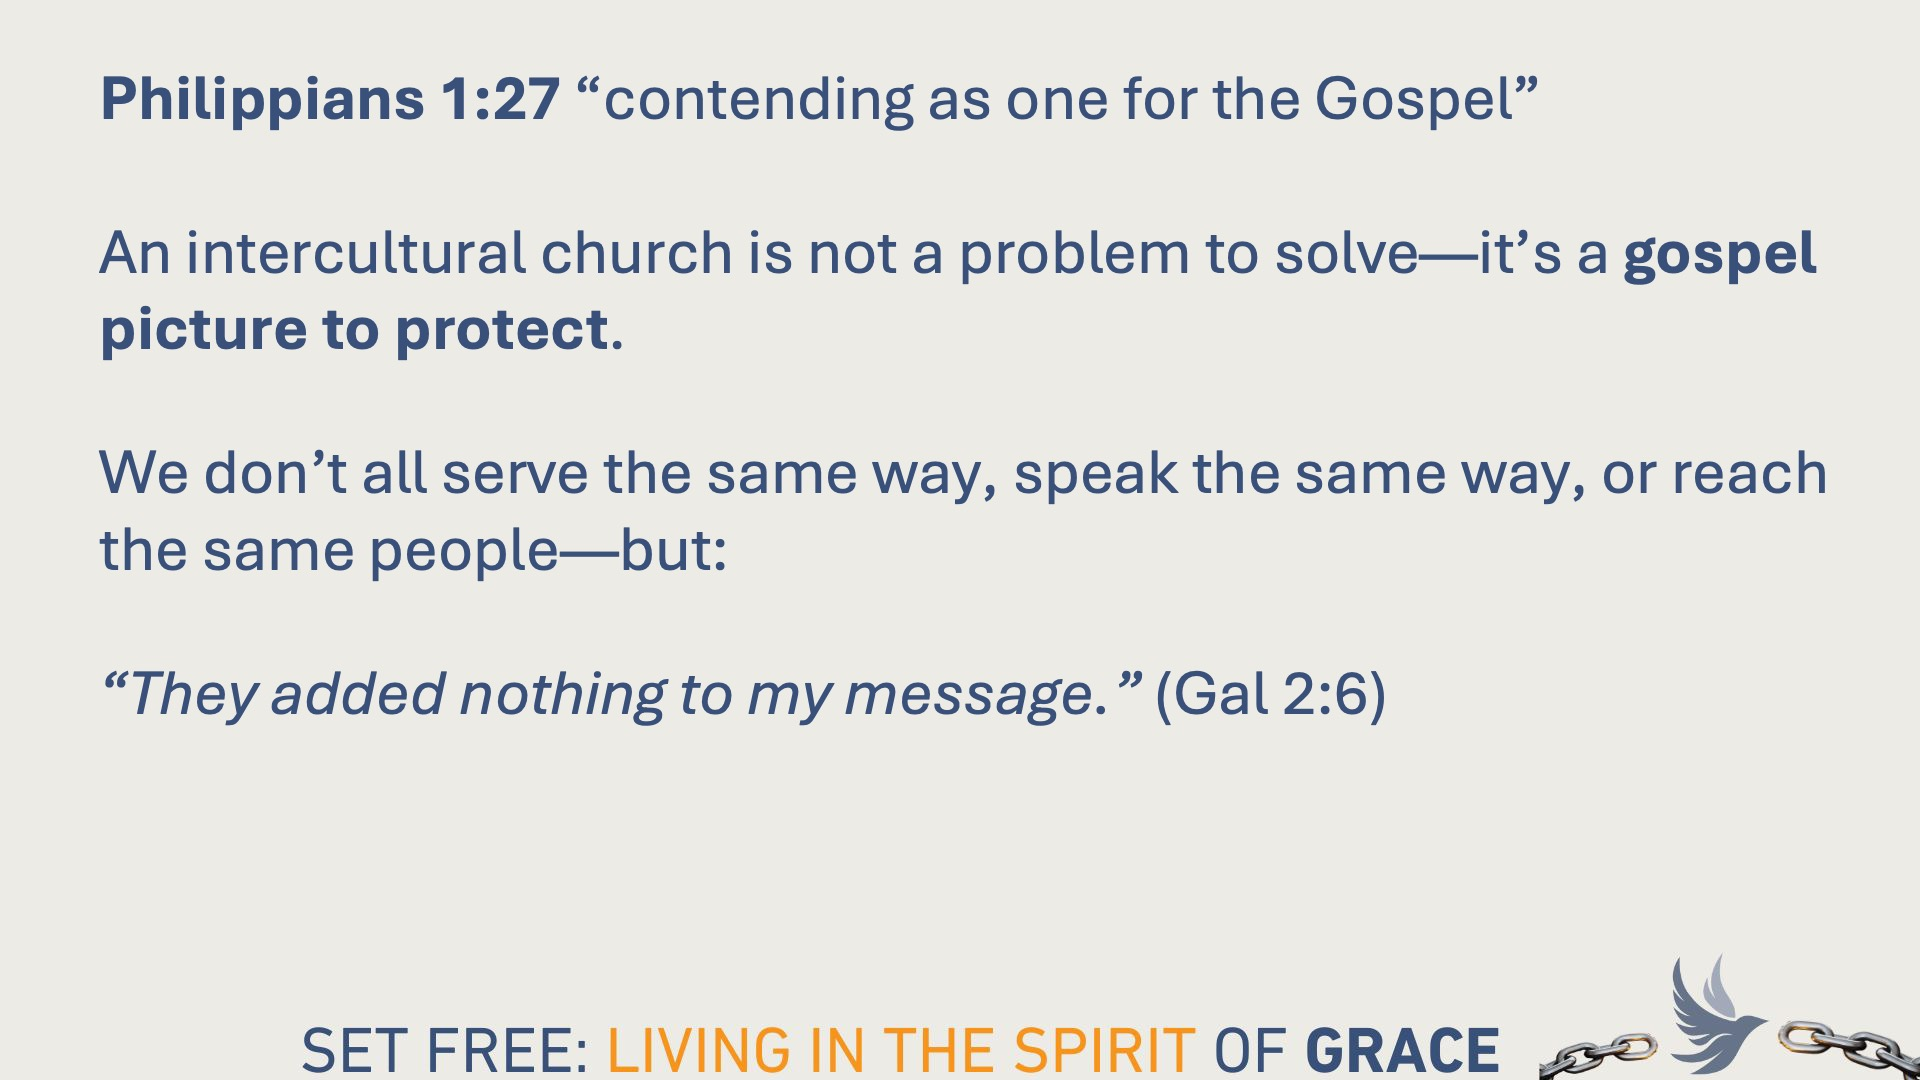 Philippians 1:27 “contending as one for the Gospel”
An intercultural church is not a problem to solve—it’s a gospel
picture to protect.
We don’t all serve the same way, speak the same way, or reach
the same people—but:
“They added nothing to my message.” (Gal 2:6)
SET FREE: LIVING IN THE SPIRIT OF GRACE